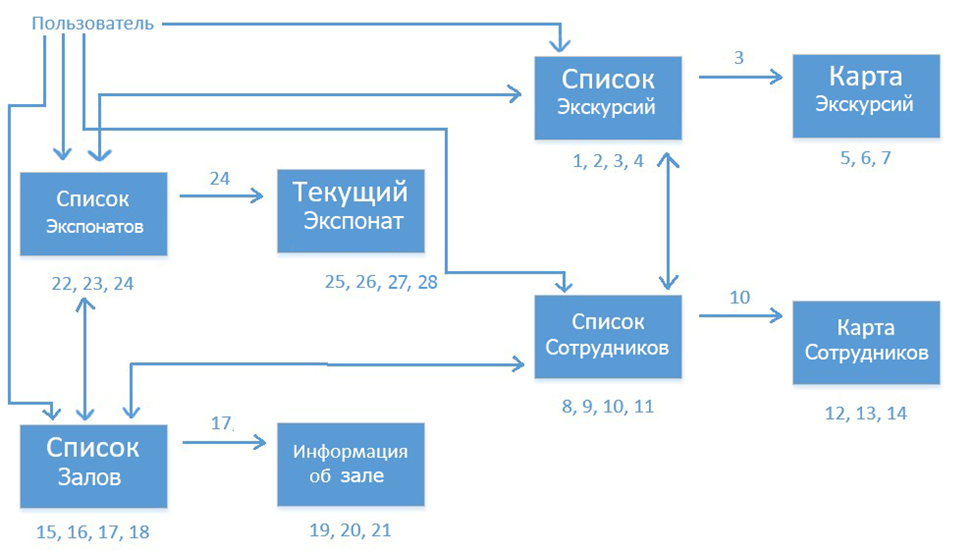 Пользователь
Список
Экскурсий
3
Карта
Экскурсий
1, 2, 3, 4
5, 6, 7
Список
Экспонатов
24
Текущий
Экспонат
22, 23, 24
25, 26, 27, 28
Список
Сотрудников
10
Карта
Сотрудников
8, 9, 10, 11
12, 13, 14
Список
Залов
17,
Информация
об зале
15, 16, 17, 18
19, 20, 21